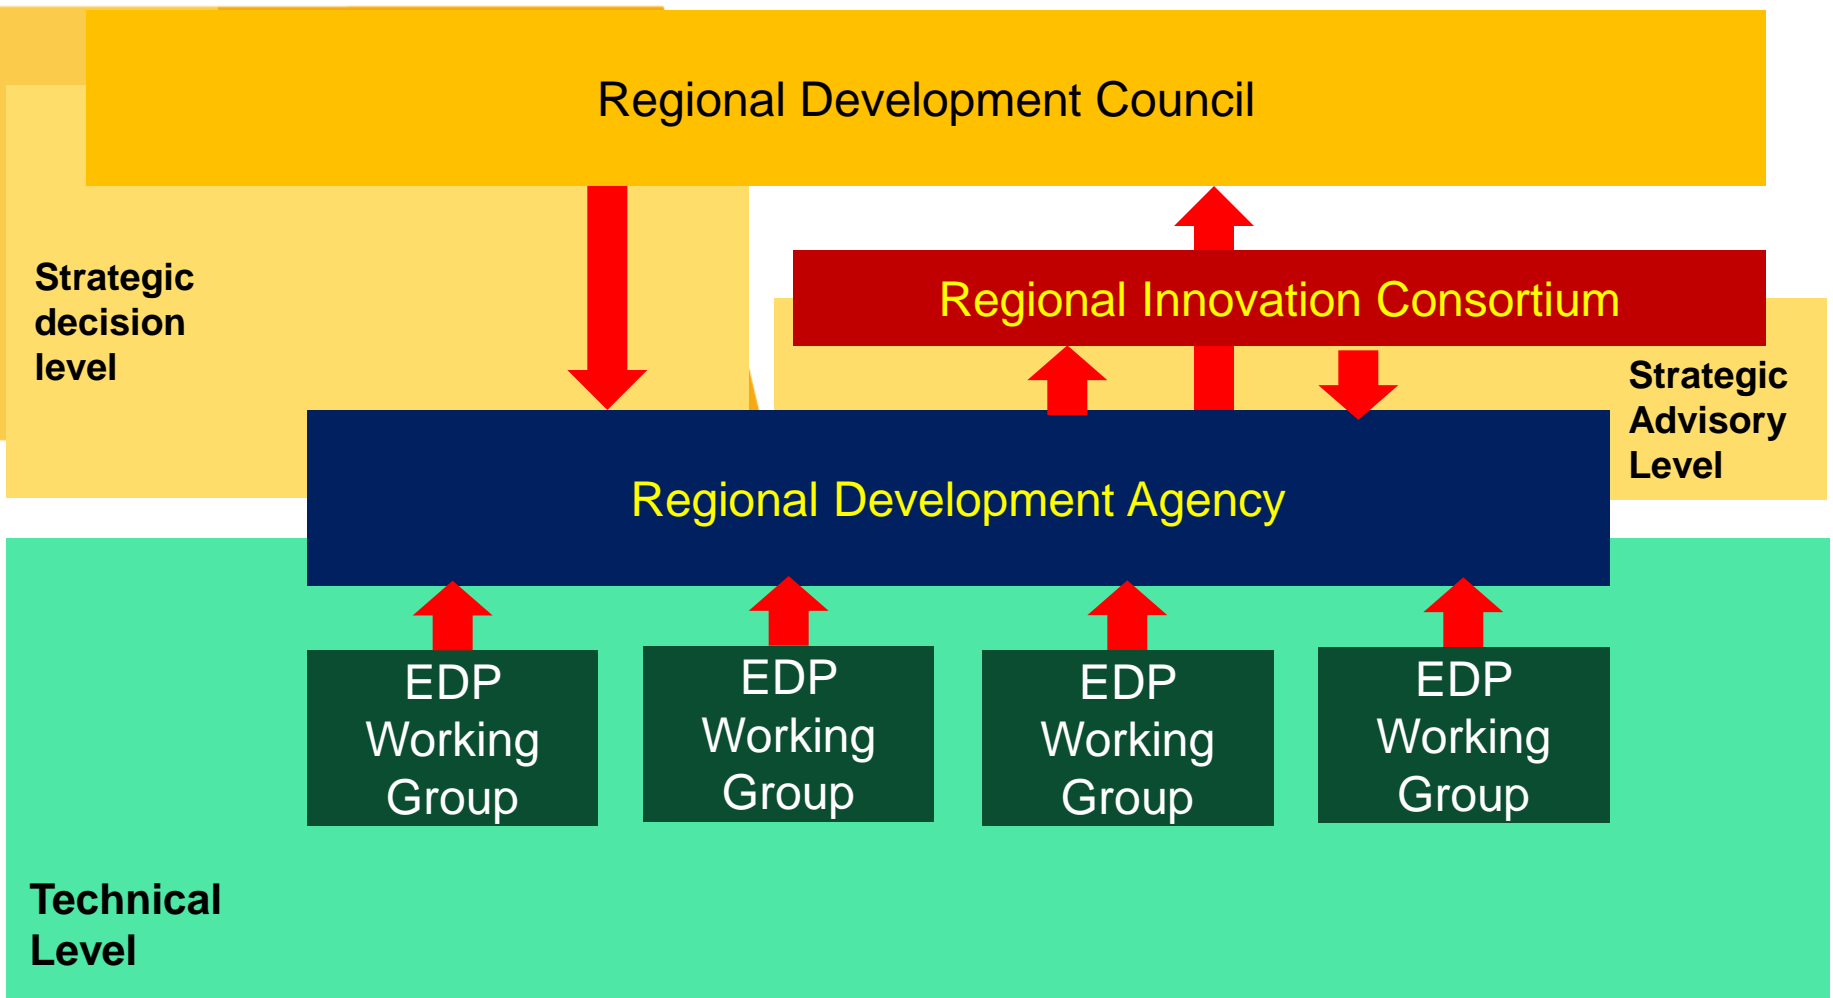 Regional Development Council
Strategic
decision
level
Regional Innovation Consortium
Strategic
Advisory
Level
Regional Development Agency
EDP
Working
Group
EDP
Working
Group
EDP
Working
Group
EDP
Working
Group
Technical
Level